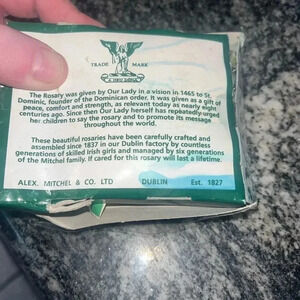 TRADE MARK
The Rosary was given by Our Lady in a vision in 1465 to St.
Dominic, founder of the Dominican order. It was given as a gift of
peace, comfort and strength, as relevant today as nearly eight
centuries ago. Since then Our Lady herself has repeatedly urged
her children to say the rosary and to promote its message
throughout the world.
These beautiful rosaries have been carefully crafted and
assembled since 1837 in our Dublin factory by countless
generations of skilled Irish girls and managed by six generations
of the Mitchel family. If cared for this rosary will last a lifetime.
ALEX. MITCHEL & CO. LTD DUBLIN Est. 1827